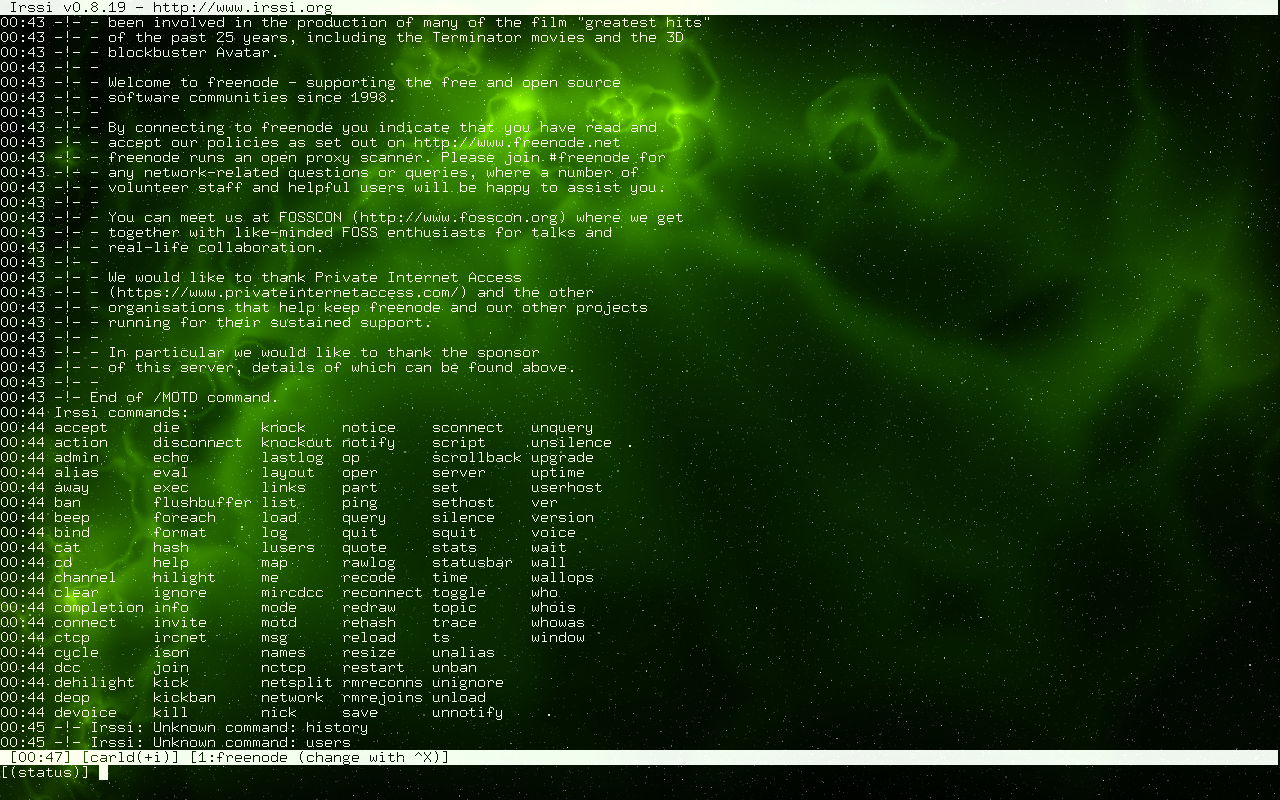 Irssi v0.8.19 - http://www.irssi.org
00:43 -!- - been involved in the production of many of the film "greatest hits"
00:43 -!- - of the past 25 years, including the Terminator movies and the 3D
00:43 -!- - blockbuster Avatar.
00:43 -!- -
00:43 -!- - Welcome to freenode - supporting the free and open source
00:43 -!- - software communities since 1998.
00:43 -!- -
00:43 -!- - By connecting to freenode you indicate that you have read and
00:43 -!- - accept our policies as set out on http://www.freenode.net
00:43 -!- - freenode runs an open proxy scanner. Please join #freenode for
00:43 -!- - any network-related questions or queries, where a number of
00:43 -!- - volunteer staff and helpful users will be happy to assist you.
00:43 -!- -
00:43 -!- - You can meet us at FOSSCON (http://www.fosscon.org) where we get
00:43 -!- - together with like-minded FOSS enthusiasts for talks and
00:43 -!- - real-life collaboration.
00:43 -!- -
00:43 -!- - We would like to thank Private Internet Access
00:43 -!- - (https://www.privateinternetaccess.com/) and the other
00:43 -!- - organisations that help keep freenode and our other projects
00:43 -!- - running for their sustained support.
00:43 -!- -
00:43 -!- - In particular we would like to thank the sponsor
00:43 -!- - of this server, details of which can be found above.
00:43 -!- -
00:43 -!- End of /MOTD command.
00:44 Irssi commands:
00:44 accept die knock notice sconnect unquery
00:44 action disconnect knockout notify script unsilence
00:44 admin echo lastlog op scrollback upgrade
00:44 alias eval layout oper server uptime
00:44 away exec links part set userhost
00:44 ban flushbuffer list ping sethost ver
00:44 beep foreach load query silence version
00:44 bind format log quit squit voice
00:44 cat hash lusers quote stats wait
00:44 cd help map rawlog statusbar wall
00:44 channel hilight me recode time wallops
00:44 clear ignore mircdcc reconnect toggle who
00:44 completion info mode redraw topic whois
00:44 connect invite motd rehash trace whowas
00:44 ctcp ircnet msg reload ts window
00:44 cycle ison names resize unalias
00:44 dcc join nctcp restart unban
00:44 dehilight kick netsplit rmreconns unignore
00:44 deop kickban network rmrejoins unload
00:44 devoice kill nick save unnotify
00:45 -!- Irssi: Unknown command: history
00:45 -!- Irssi: Unknown command: users
[00:47] [carld(+i)] [1:freenode (change with ^X)]
[(status)]